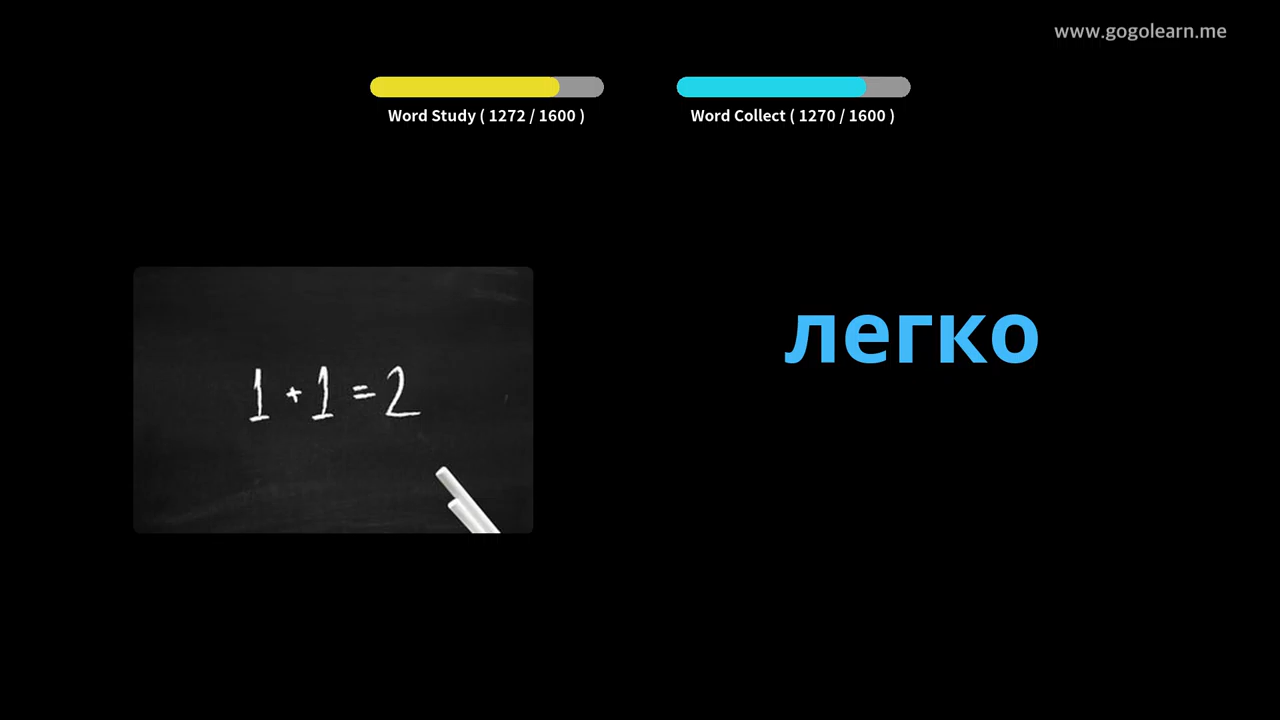 www.gogolearn.me
Word Study ( 1272 / 1600 )
Word Collect ( 1270 / 1600 )
легко
1 + 1 = 2